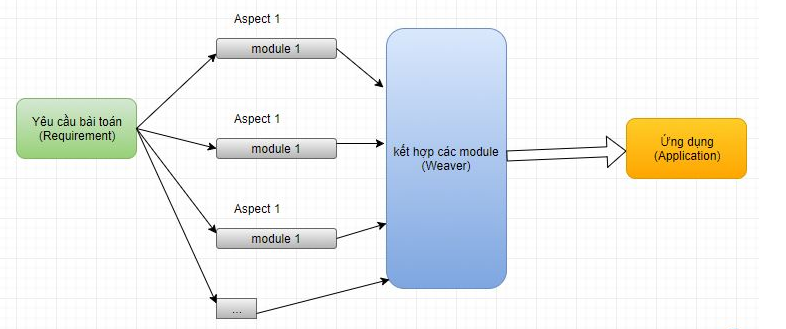 Aspect 1
module 1
Aspect 1
module 1
Aspect 1
module 1
...
Yêu cầu bài toán
(Requirement)
kết hợp các module
(Weaver)
Ứng dụng
(Application)